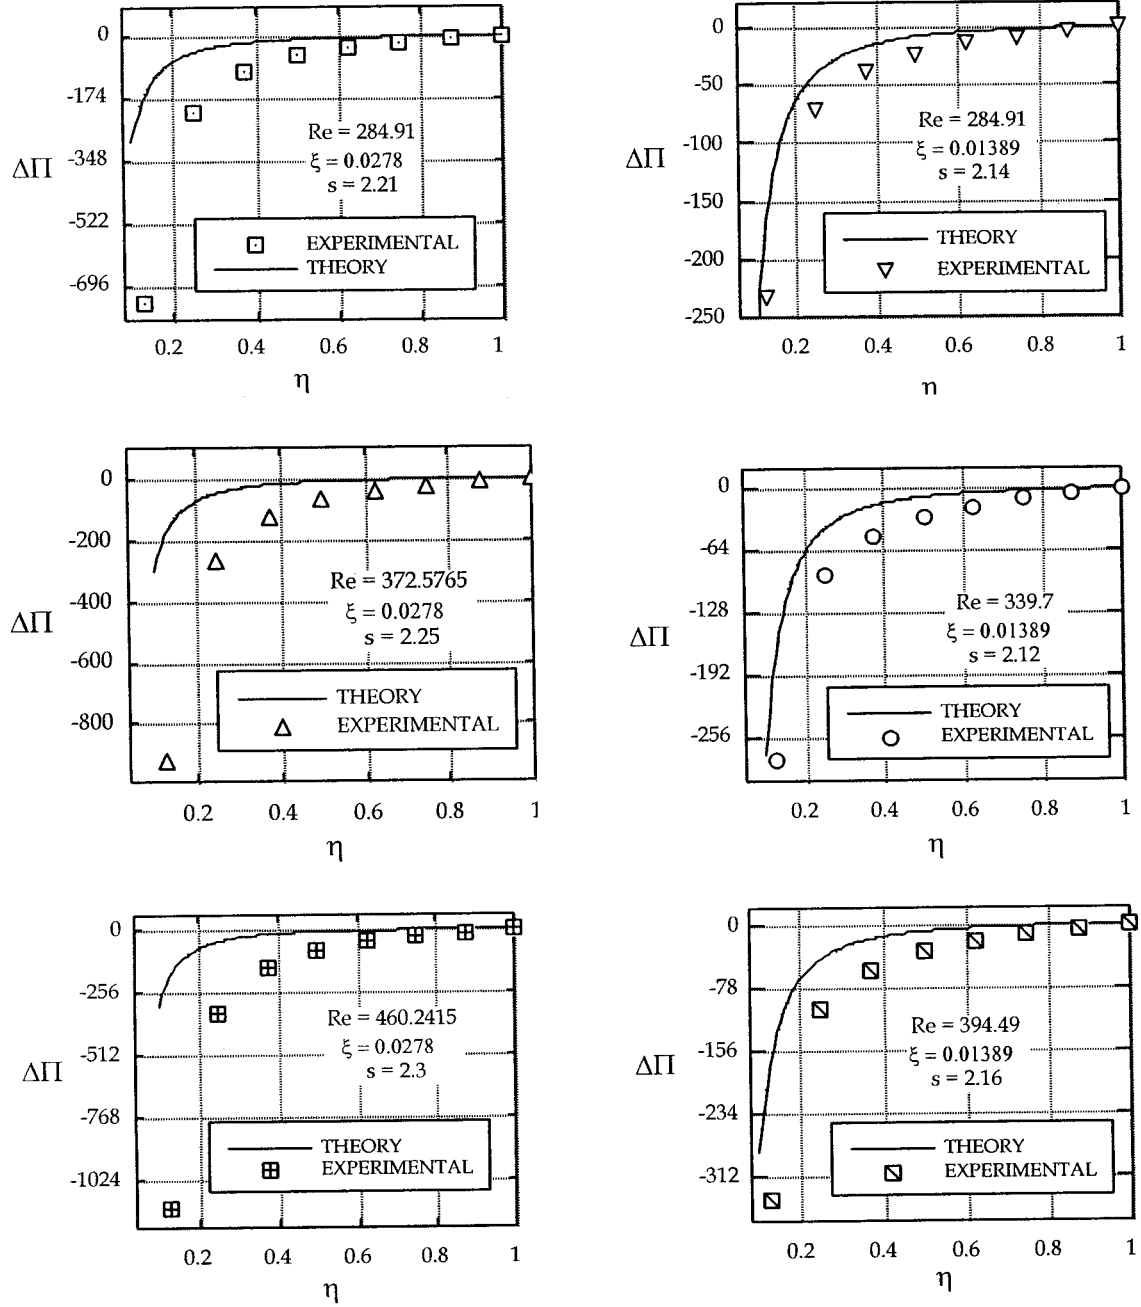 0
-174
-348
-522
-696
ΔΠ
Re = 284.91
ξ = 0.0278
s = 2.21
EXPERIMENTAL
THEORY
0.2 0.4 0.6 0.8 1
η
0
-50
-100
-150
-200
-250
ΔΠ
Re = 284.91
ξ = 0.01389
s = 2.14
THEORY
EXPERIMENTAL
0.2 0.4 0.6 0.8 1
n
0
-200
-400
-600
-800
ΔΠ
Re = 372.5765
ξ = 0.0278
s = 2.25
THEORY
EXPERIMENTAL
0.2 0.4 0.6 0.8 1
η
0
-64
-128
-192
-256
ΔΠ
Re = 339.7
ξ = 0.01389
s = 2.12
THEORY
EXPERIMENTAL
0.2 0.4 0.6 0.8 1
η
0
-256
-512
-768
-1024
ΔΠ
Re = 460.2415
ξ = 0.0278
s = 2.3
THEORY
EXPERIMENTAL
0.2 0.4 0.6 0.8 1
η
0
-78
-156
-234
-312
ΔΠ
Re = 394.49
ξ = 0.01389
s = 2.16
THEORY
EXPERIMENTAL
0.2 0.4 0.6 0.8 1
η